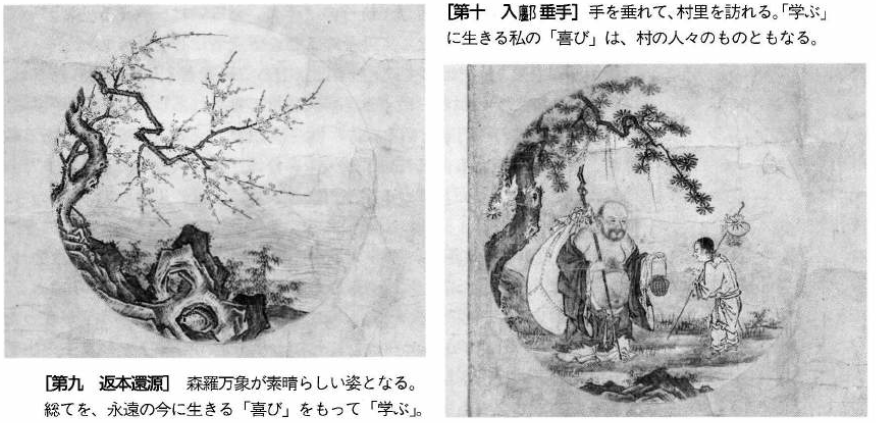 [第九　返本還源]　森羅万象が素晴らしい姿となる。
総てを、永遠の今に生きる「喜び」をもって「学ぶ」。
[第十　入鄽垂手] 手を垂れて、村里を訪れる。「学ぶ」
に生きる私の「喜び」は、村の人々のものともなる。